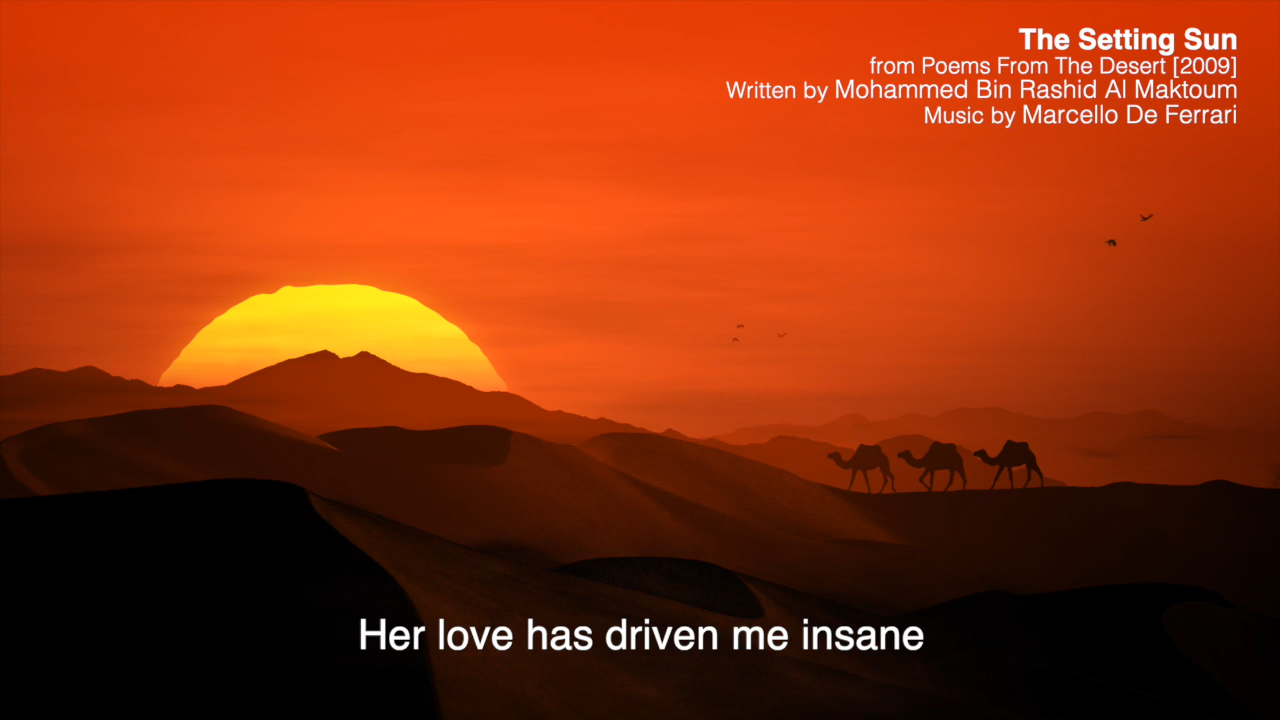 The Setting Sun
from Poems From The Desert [2009]
Written by Mohammed Bin Rashid Al Maktoum
Music by Marcello De Ferrari
Her love has driven me insane